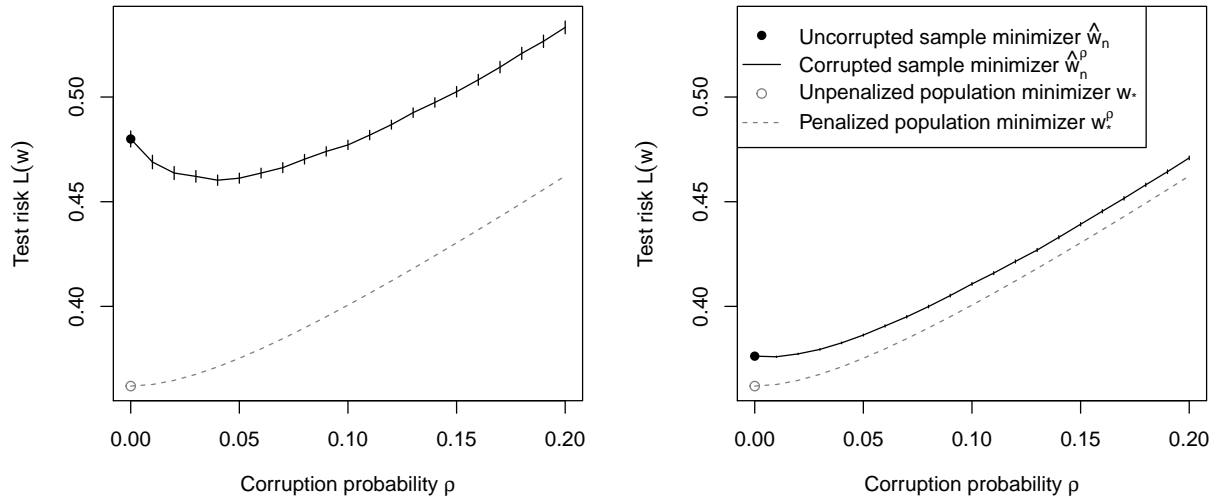 0.40
0.45
0.50
Test risk L(w)
0.00
0.05
0.10
0.15
0.20
Corruption probability ρ
0.40
0.45
0.50
Test risk L(w)
Uncorrupted sample minimizer ŵₙ
Corrupted sample minimizer ŵₙ^ρ
Unpenalized population minimizer w*
Penalized population minimizer w*^ρ
0.00
0.05
0.10
0.15
0.20
Corruption probability ρ